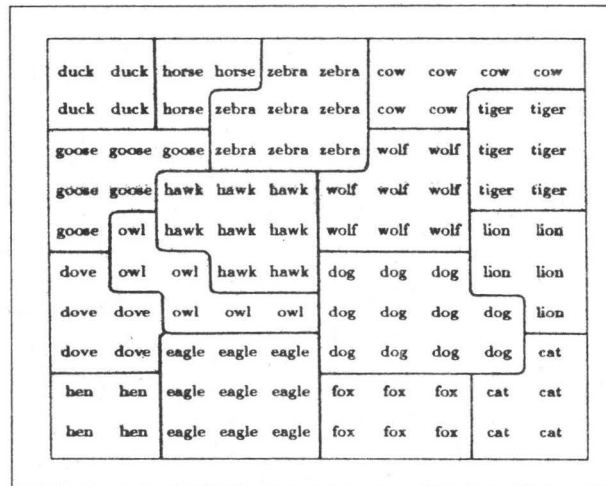 duck duck horse horse zebra zebra cow cow cow cow
duck duck horse zebra zebra zebra cow cow tiger tiger
goose goose goose zebra zebra zebra wolf wolf tiger tiger
goose goose hawk hawk hawk wolf wolf wolf tiger tiger
goose owl hawk hawk hawk wolf wolf wolf lion lion
dove owl owl hawk hawk dog dog dog lion lion
dove dove owl owl owl dog dog dog dog lion
dove dove eagle eagle eagle dog dog dog dog cat
hen hen eagle eagle eagle fox fox fox cat cat
hen hen eagle eagle eagle fox fox fox cat cat